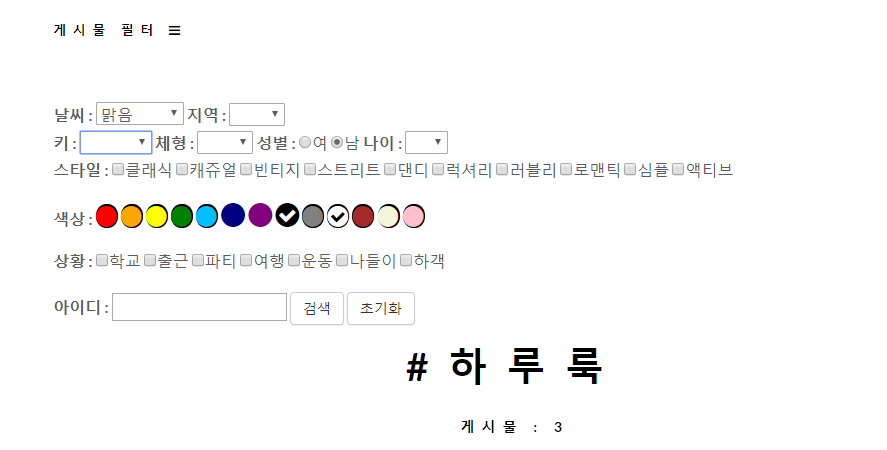 게시물 필터 ☰
날씨 : 맑음 지역 :
키 : 체형 : 성별 : 여 남 나이 :
스타일 : 클래식 캐쥬얼 빈티지 스트리트 댄디 럭셔리 러블리 로맨틱 심플 액티브
색상 :
상황 : 학교 출근 파티 여행 운동 나들이 하객
아이디 : 검색 초기화
# 하루룩
게시물 : 3